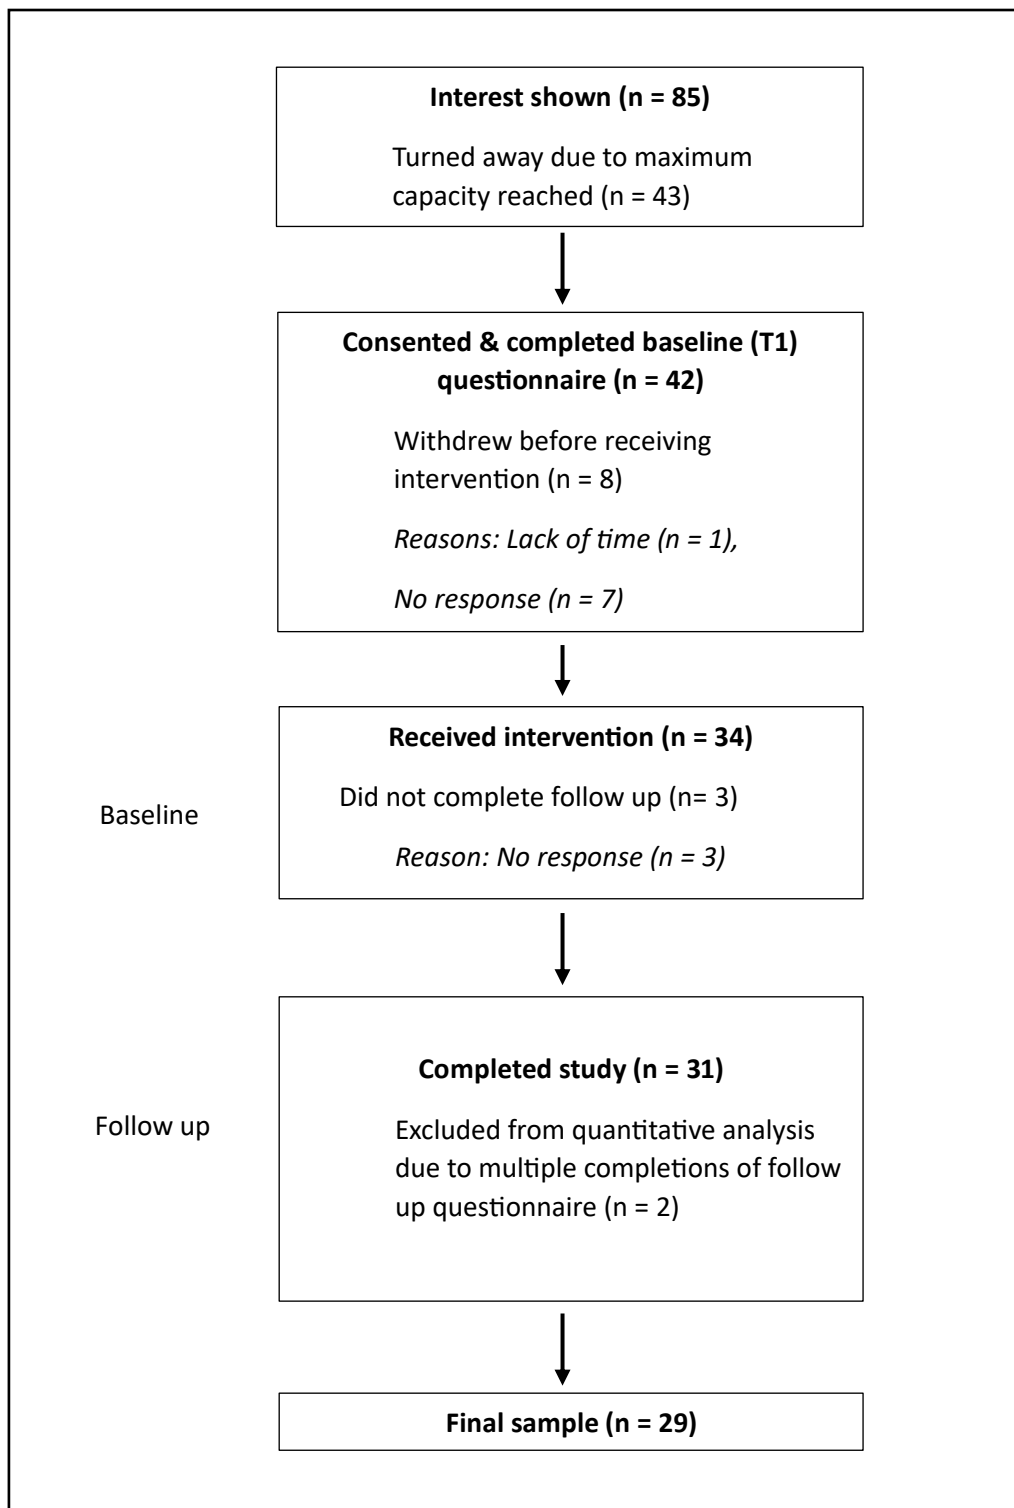 Interest shown (n = 85)
Turned away due to maximum
capacity reached (n = 43)
Consented & completed baseline (T1)
questionnaire (n = 42)
Withdrew before receiving
intervention (n = 8)
Reasons: Lack of time (n = 1),
No response (n = 7)
Received intervention (n = 34)
Baseline
Did not complete follow up (n= 3)
Reason: No response (n = 3)
Completed study (n = 31)
Follow up
Excluded from quantitative analysis
due to multiple completions of follow
up questionnaire (n = 2)
Final sample (n = 29)